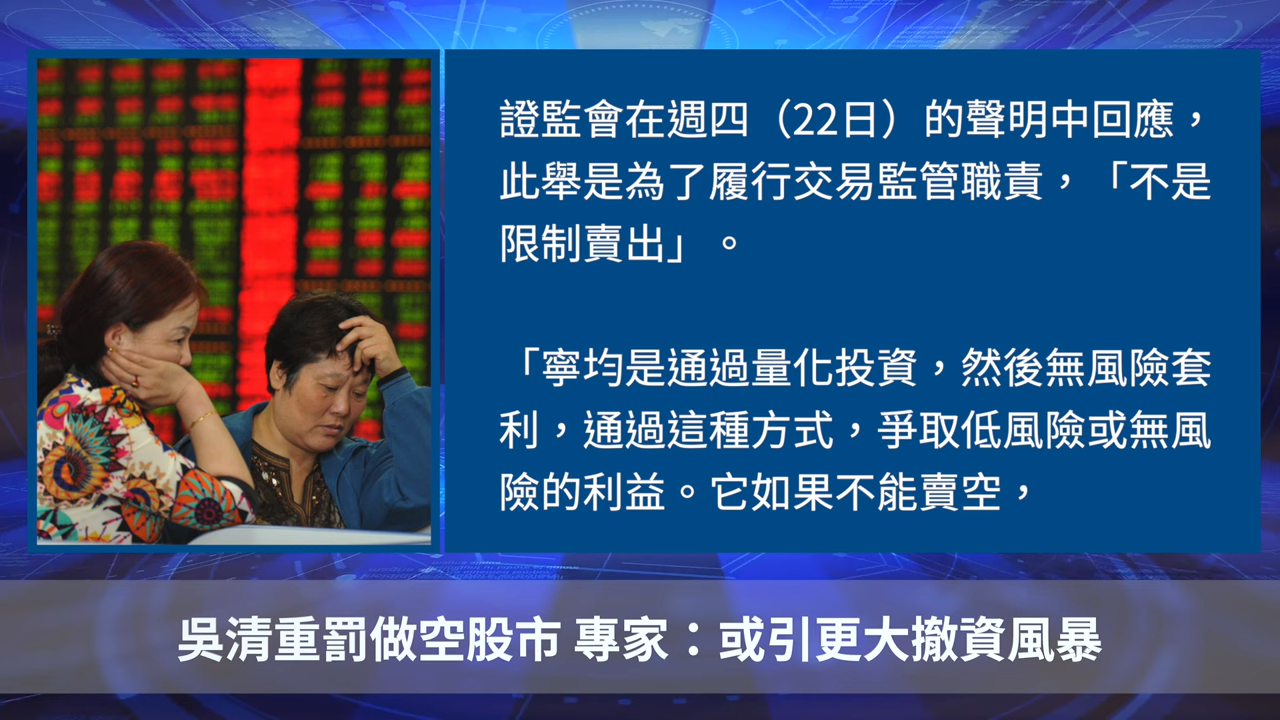 證監會在週四（22日）的聲明中回應，
此舉是為了履行交易監管職責，「不是
限制賣出」。
「寧均是通過量化投資，然後無風險套
利，通過這種方式，爭取低風險或無風
險的利益。它如果不能賣空，
吳清重罰做空股市 專家：或引更大撤資風暴